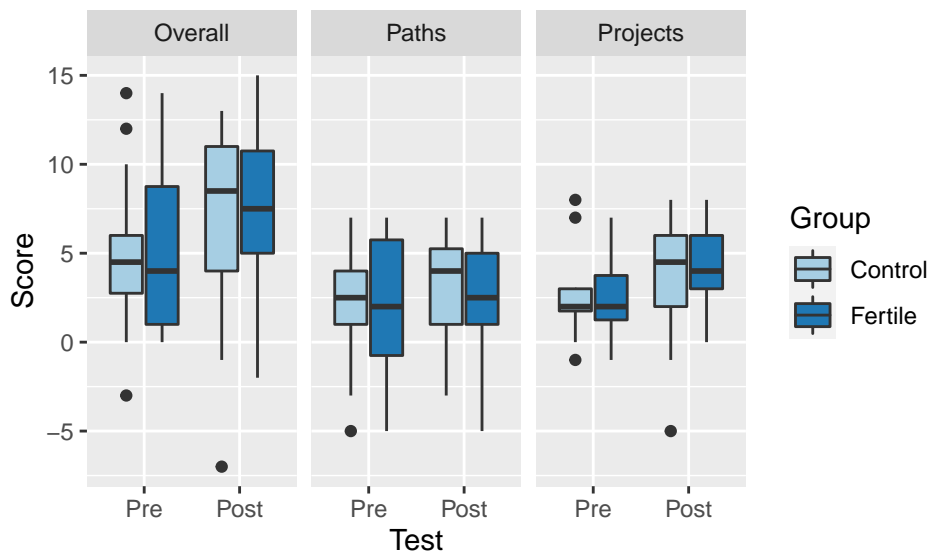 Overall Paths Projects
15
10
5
0
−5
Score
Pre Post Pre Post Pre Post
Test
Group
Control
Fertile